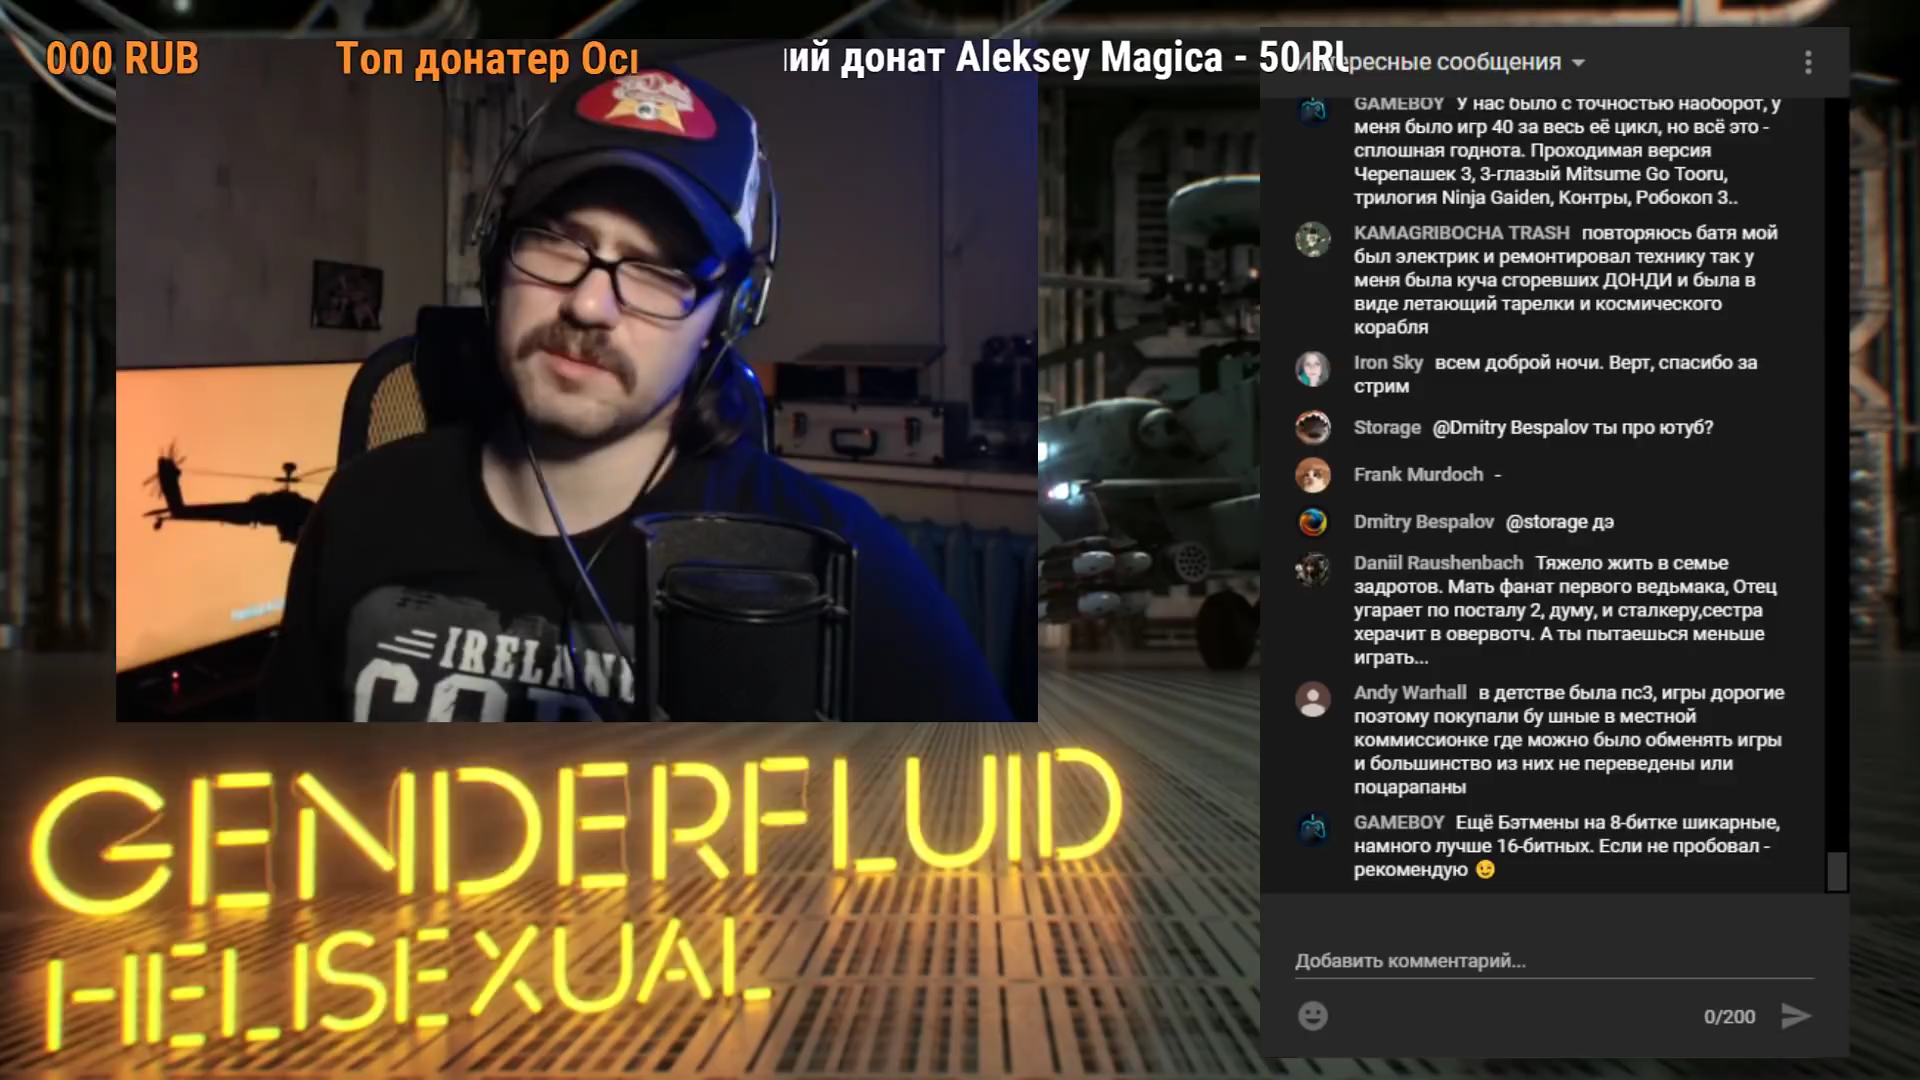 000 RUB
Топ донатер
ий донат Aleksey Magica - 50 RU
ресные сообщения
GAMEBOY У нас было с точностью наоборот, у
меня было игр 40 за весь её цикл, но всё это -
сплошная годнота. Проходимая версия
Черепашек 3, 3-глазый Mitsume Go Tooru,
трилогия Ninja Gaiden, Контры, Робокоп 3..
KAMAGRIBOCHA TRASH повторяюсь батя мой
был электрик и ремонтировал технику так у
меня была куча сгоревших ДОНДИ и была в
виде летающий тарелки и космического
корабля
Iron Sky всем доброй ночи. Верт, спасибо за
стрим
Storage @Dmitry Bespalov ты про ютуб?
Frank Murdoch -
Dmitry Bespalov @storage дэ
Daniil Raushenbach Тяжело жить в семье
задротов. Мать фанат первого ведьмака, Отец
угарает по посталу 2, думу, и сталкеру,сестра
херачит в овервотч. А ты пытаешься меньше
играть...
Andy Warhall в детстве была пс3, игры дорогие
поэтому покупали бу шные в местной
коммиссионке где можно было обменять игры
и большинство из них не переведены или
поцарапаны
GAMEBOY Ещё Бэтмены на 8-битке шикарные,
намного лучше 16-битных. Если не пробовал -
рекомендую 😉
Добавить комментарий...
0/200
IRELAND
GENDERFLUID
HELISEXUAL